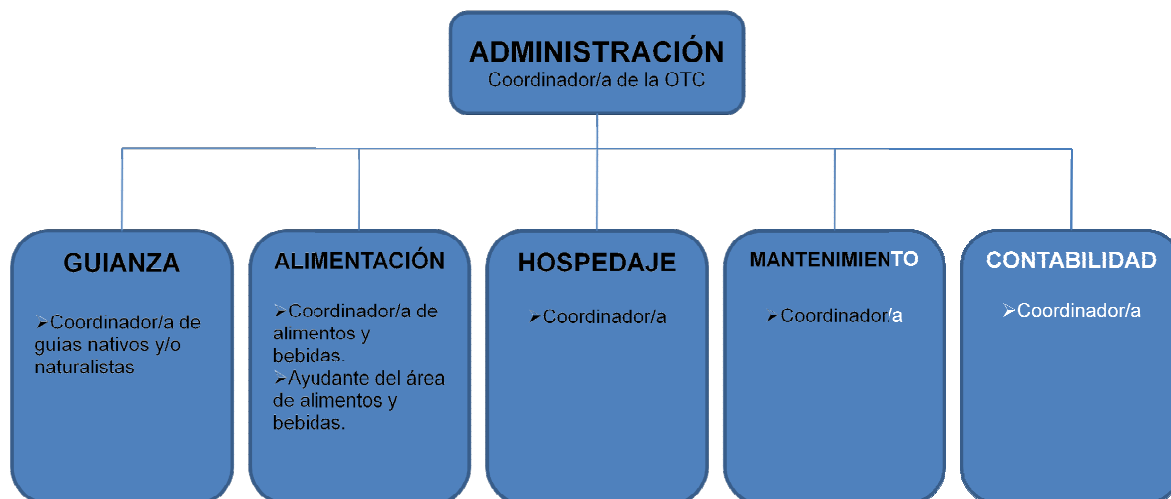 ADMINISTRACIÓN
Coordinador/a de la OTC
GUIANZA
➢Coordinador/a de
guias nativos y/o
naturalistas
ALIMENTACIÓN
➢Coordinador/a de
alimentos y
bebidas.
➢Ayudante del área
de alimentos y
bebidas.
HOSPEDAJE
➢Coordinador/a
MANTENIMIENTO
➢Coordinador/a
CONTABILIDAD
➢Coordinador/a